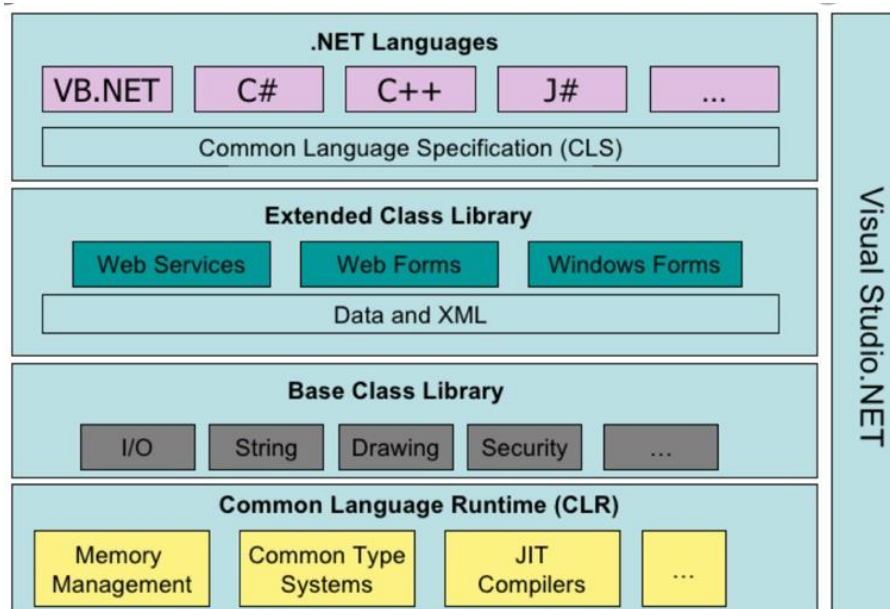 .NET Languages
VB.NET
C#
C++
J#
...
Common Language Specification (CLS)
Extended Class Library
Web Services
Web Forms
Windows Forms
Data and XML
Base Class Library
I/O
String
Drawing
Security
...
Common Language Runtime (CLR)
Memory
Management
Common Type
Systems
JIT
Compilers
...
Visual Studio.NET